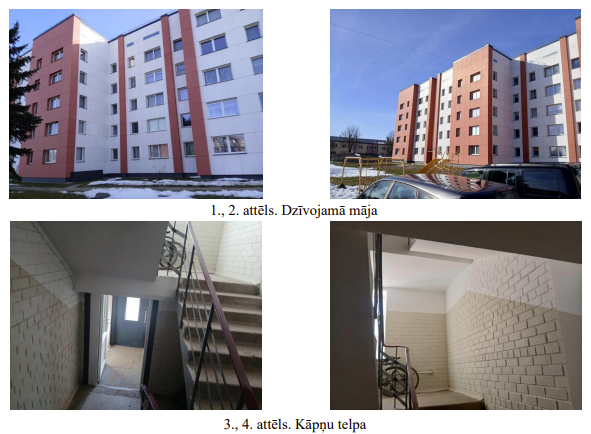 1., 2. attēls. Dzīvojamā māja
3., 4. attēls. Kāpņu telpa